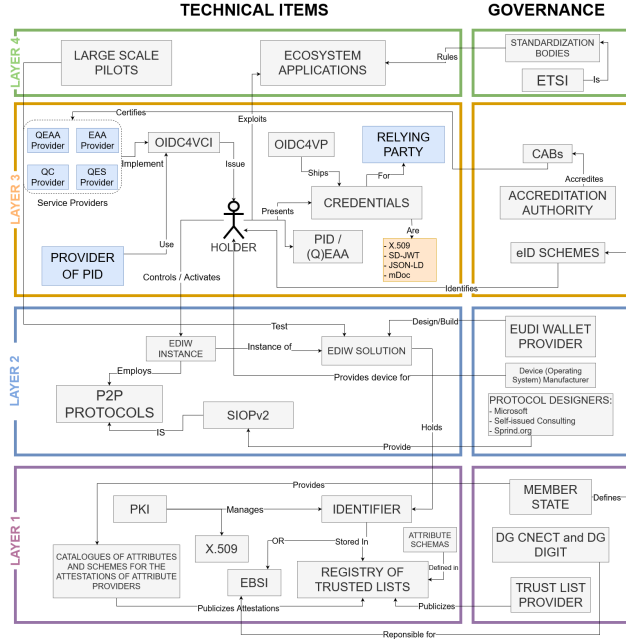 TECHNICAL ITEMS
GOVERNANCE
LAYER 4
LARGE SCALE
PILOTS
ECOSYSTEM
APPLICATIONS
Rules
STANDARDIZATION
BODIES
ETSI
Is
LAYER 3
Certifies
Exploits
QEAA
Provider
EAA
Provider
QC
Provider
QES
Provider
Service Providers
Implement
OIDC4VCI
Issue
OIDC4VP
Ships
RELYING
PARTY
For
CREDENTIALS
Presents
HOLDER
PID /
(Q)EAA
Are
- X.509
- SD-JWT
- JSON-LD
- mDoc
Use
PROVIDER
OF PID
Controls / Activates
Identifies
CABs
Accredites
ACCREDITATION
AUTHORITY
eID SCHEMES
LAYER 2
Test
Design/Build
EDIW
INSTANCE
Instance of
EDIW SOLUTION
Employs
Provides device for
P2P
PROTOCOLS
SIOPv2
IS
Holds
Provide
EUDI WALLET
PROVIDER
Device (Operating
System) Manufacturer
PROTOCOL DESIGNERS:
- Microsoft
- Self-issued Consulting
- Sprind.org
LAYER 1
Provides
PKI
Manages
IDENTIFIER
X.509
OR
Stored In
ATTRIBUTE
SCHEMAS
Defined in
CATALOGUES OF ATTRIBUTES
AND SCHEMES FOR THE
ATTESTATIONS OF ATTRIBUTE
PROVIDERS
EBSI
REGISTRY OF
TRUSTED LISTS
Publicizes Attestations
Publicizes
MEMBER
STATE
Defines
DG CNECT and DG
DIGIT
TRUST LIST
PROVIDER
Reponsible for